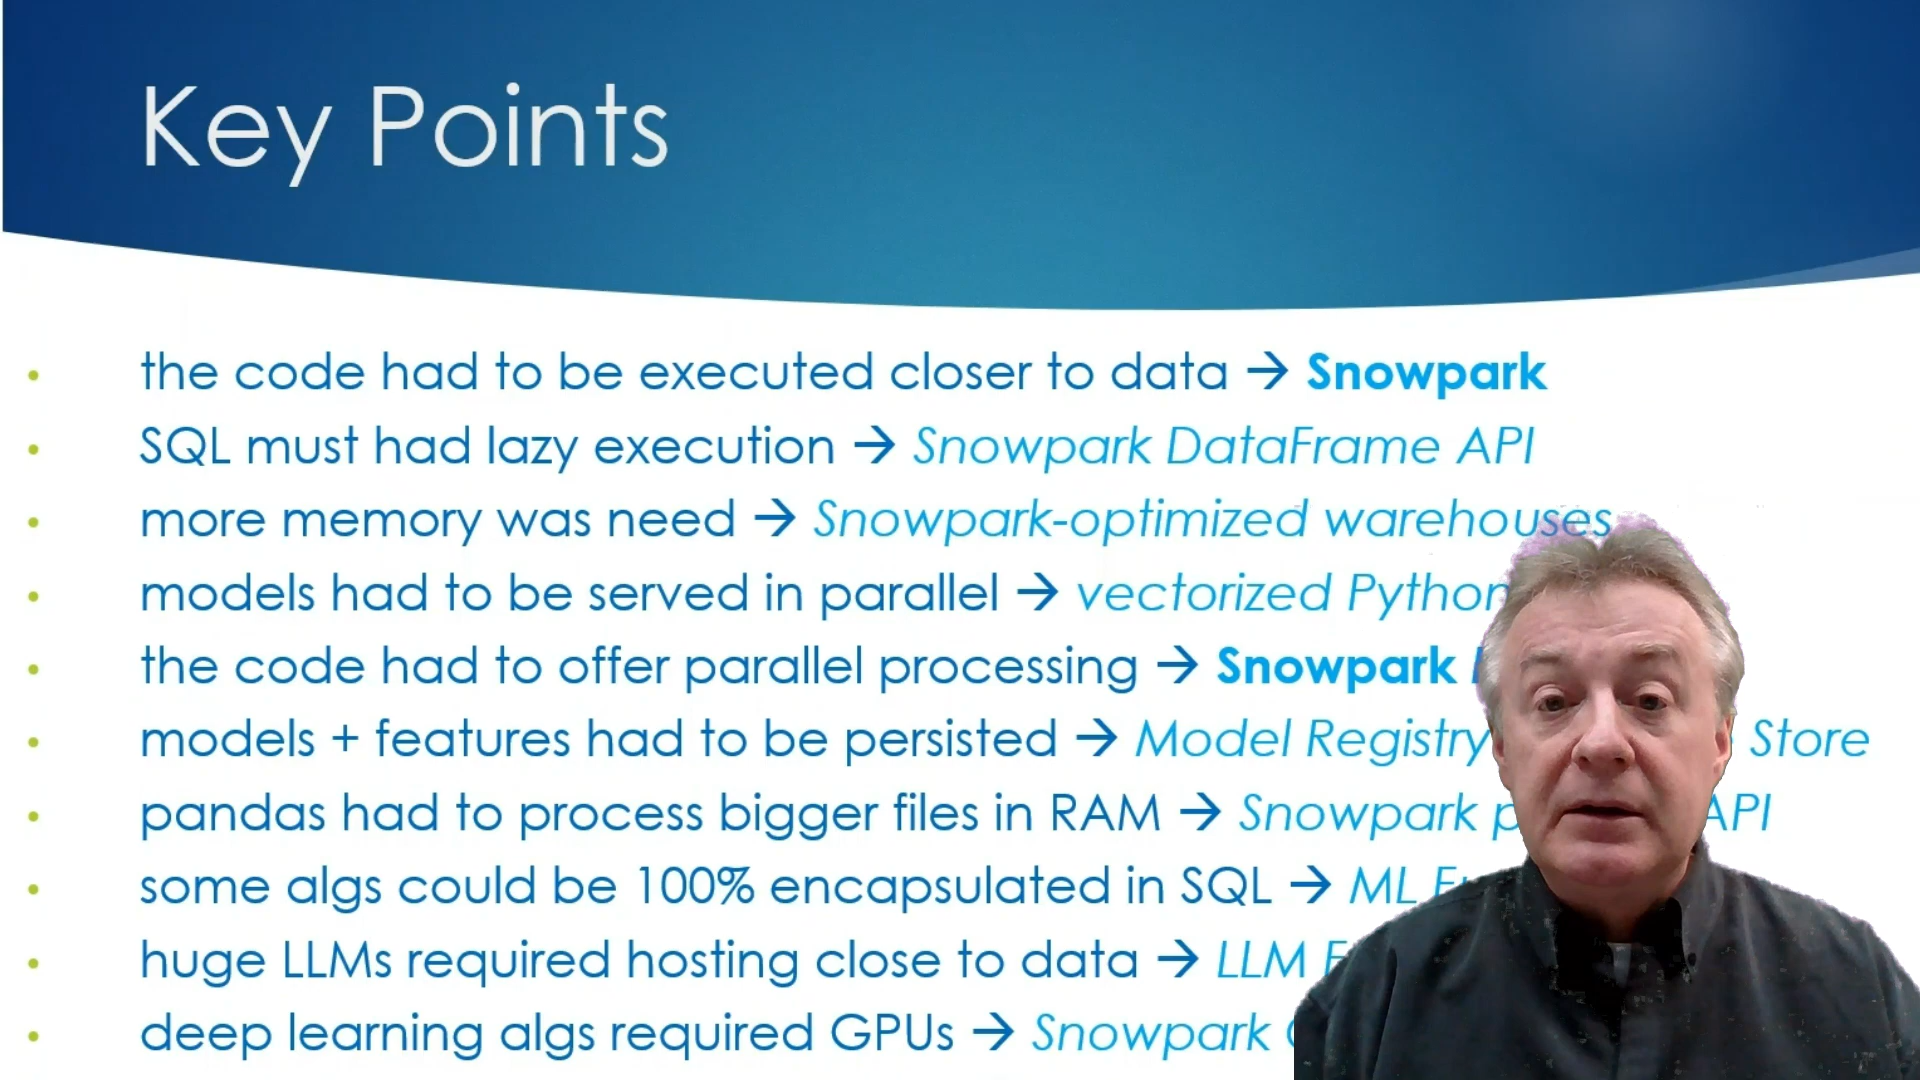 Key Points
• the code had to be executed closer to data → Snowpark
• SQL must had lazy execution → Snowpark DataFrame API
• more memory was need → Snowpark-optimized warehouses
• models had to be served in parallel → vectorized Python
• the code had to offer parallel processing → Snowpark
• models + features had to be persisted → Model Registry Store
• pandas had to process bigger files in RAM → Snowpark API
• some algs could be 100% encapsulated in SQL → ML
• huge LLMs required hosting close to data → LLM
• deep learning algs required GPUs → Snowpark